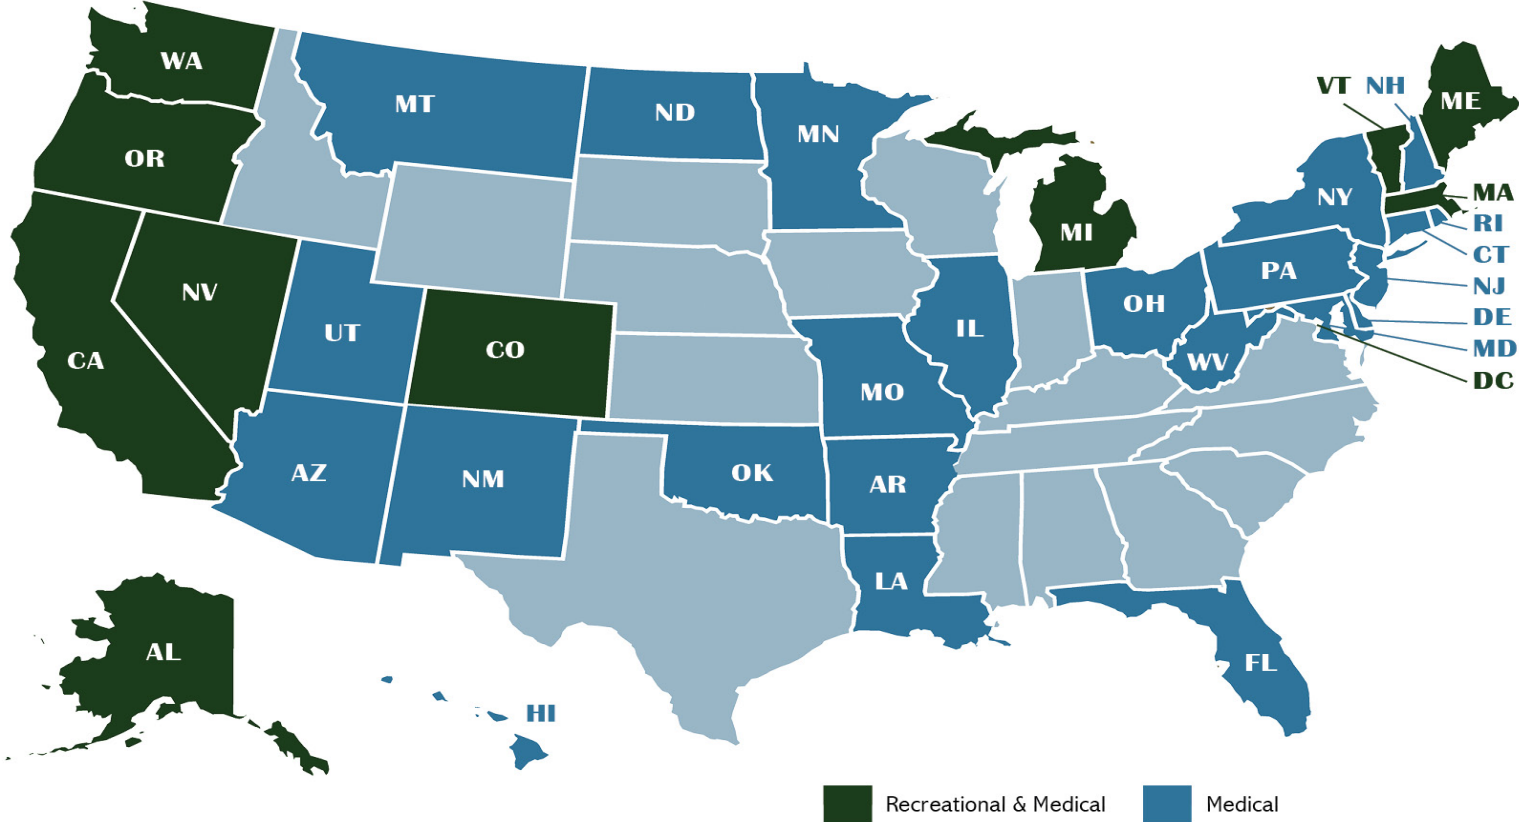 WA
MT
ND
MN
VT
NH
ME
OR
NY
MA
RI
MI
CT
PA
NJ
NV
OH
DE
UT
IL
MD
CO
WV
CA
DC
MO
AZ
NM
OK
AR
LA
AL
FL
HI
Recreational & Medical
Medical